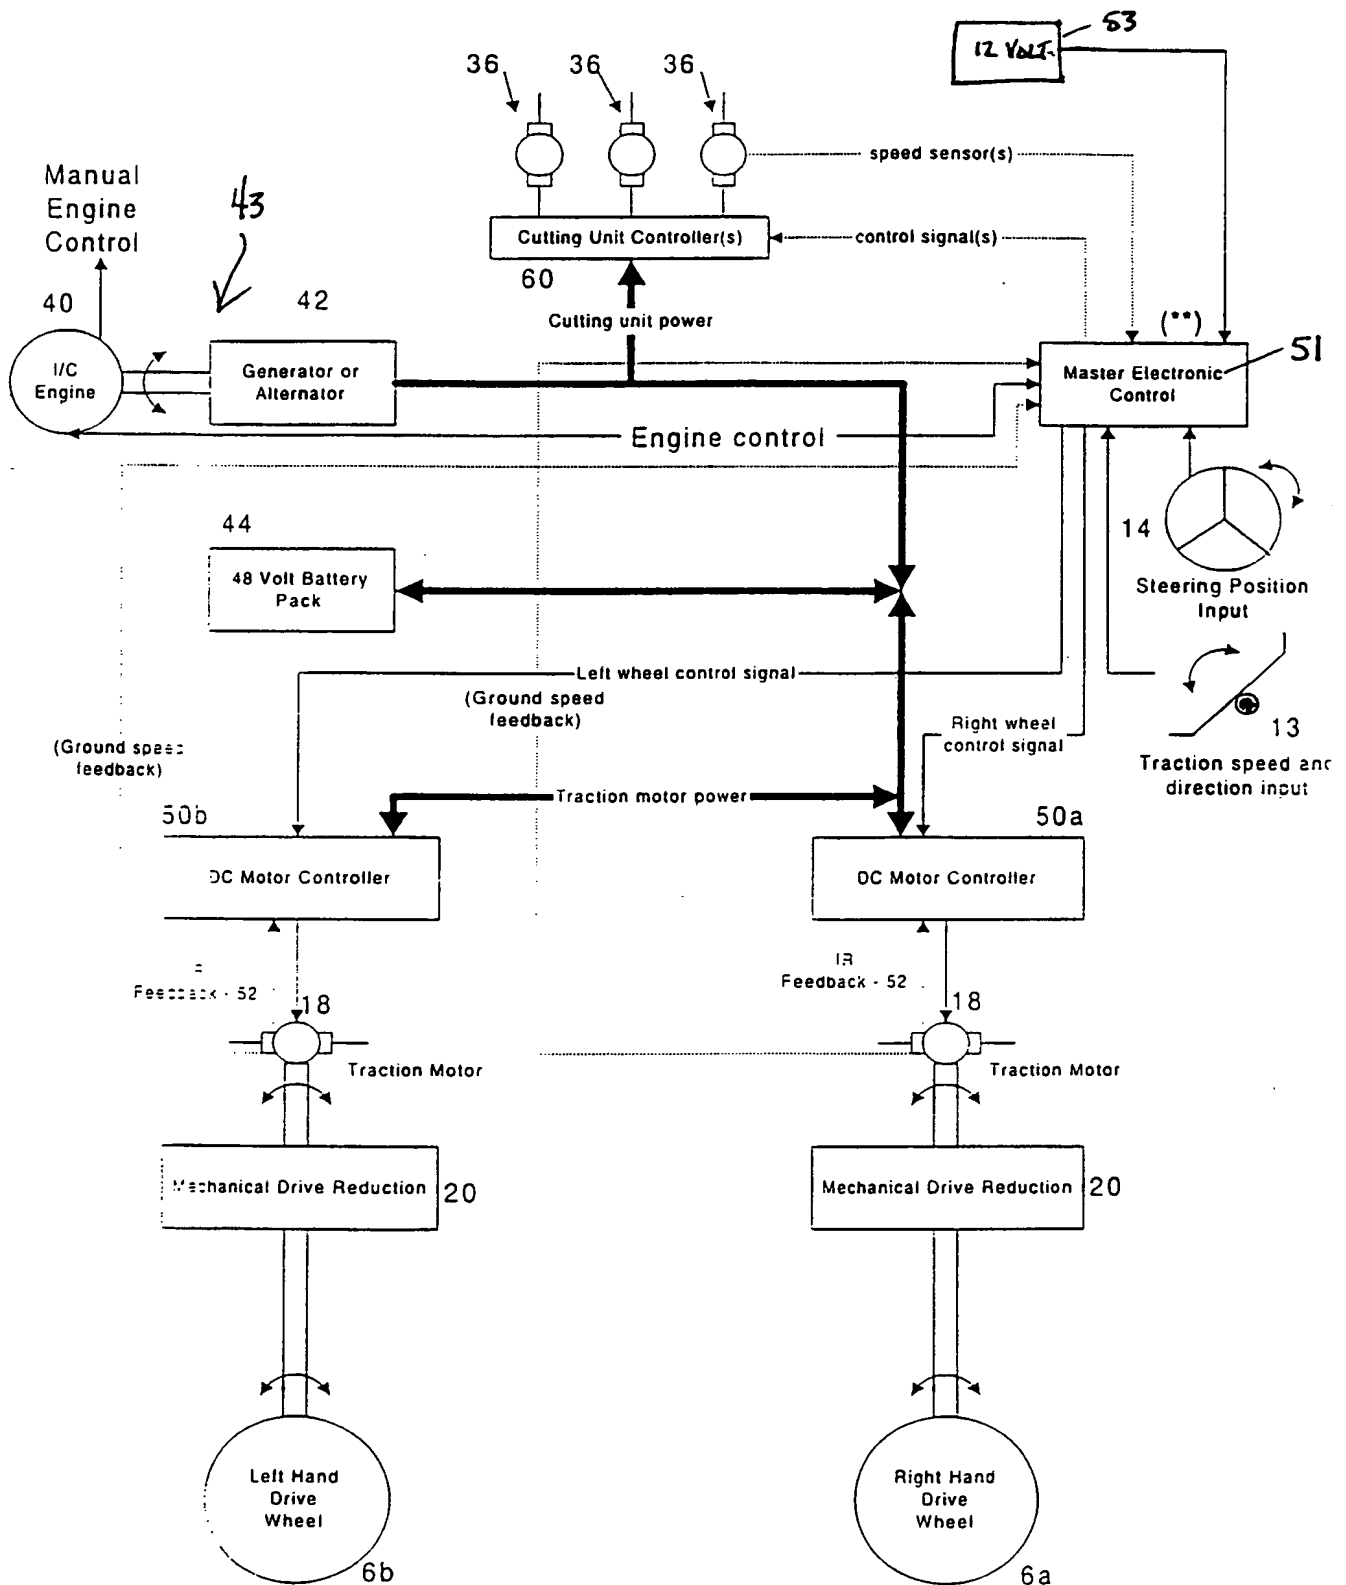 53
12 VOLT
36
36
36
speed sensor(s)
Manual
Engine
Control
43
Cutting Unit Controller(s)
control signal(s)
60
40
42
Cutting unit power
(**)
51
I/C
Engine
Generator or
Alternator
Master Electronic
Control
Engine control
44
14
48 Volt Battery
Pack
Steering Position
Input
Left wheel control signal
(Ground speed
feedback)
Right wheel
control signal
13
(Ground speed
feedback)
Traction speed and
direction input
Traction motor power
50b
50a
DC Motor Controller
DC Motor Controller
IR
Feedback - 52
Feedback - 52
18
18
Traction Motor
Traction Motor
Mechanical Drive Reduction
20
Mechanical Drive Reduction
20
Left Hand
Drive
Wheel
Right Hand
Drive
Wheel
6b
6a